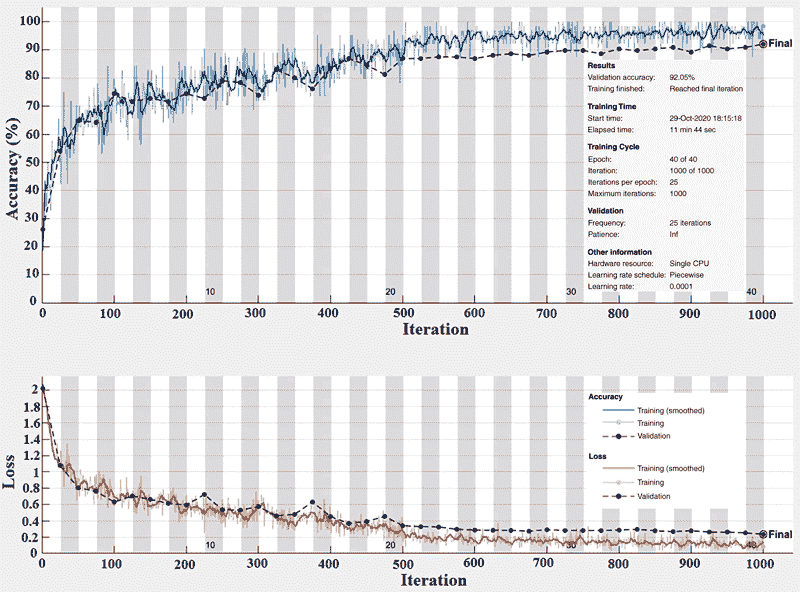 100
90
80
70
60
50
40
30
20
10
0
Accuracy (%)
Final
Results
Validation accuracy: 92.05%
Training finished: Reached final iteration
Training Time
Start time: 29-Oct-2020 18:15:18
Elapsed time: 11 min 44 sec
Training Cycle
Epoch: 40 of 40
Iteration: 1000 of 1000
Iterations per epoch: 25
Maximum iterations: 1000
Validation
Frequency: 25 iterations
Patience: Inf
Other information
Hardware resource: Single CPU
Learning rate schedule: Piecewise
Learning rate: 0.0001
10 20 30 40
0 100 200 300 400 500 600 700 800 900 1000
Iteration
2
1.8
1.6
1.4
1.2
1
0.8
0.6
0.4
0.2
0
Loss
Accuracy
Training (smoothed)
Training
Validation
Loss
Training (smoothed)
Training
Validation
Final
10 20 30 40
0 100 200 300 400 500 600 700 800 900 1000
Iteration